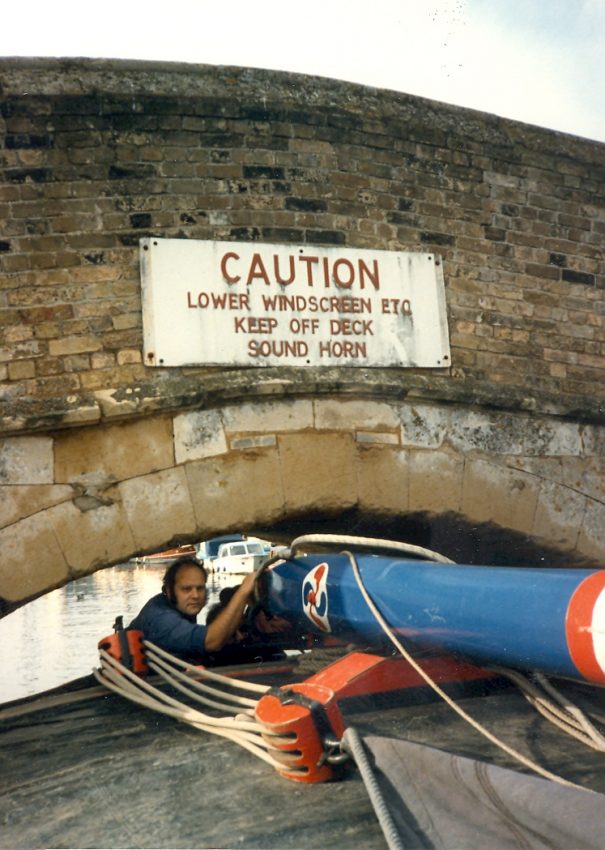 CAUTION
LOWER WINDSCREEN ETC
KEEP OFF DECK
SOUND HORN